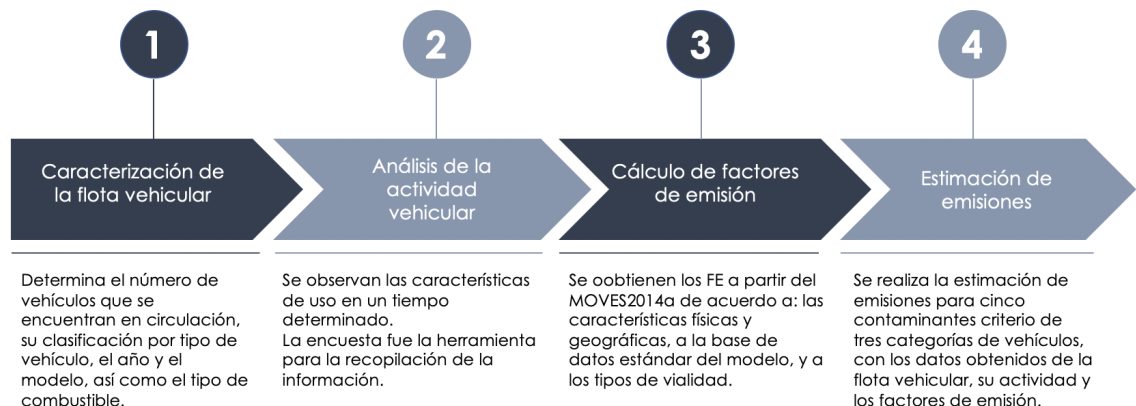 1
Caracterización de
la flota vehicular
Determina el número de
vehículos que se
encuentran en circulación,
su clasificación por tipo de
vehículo, el año y el
modelo, así como el tipo de
combustible.
2
Análisis de la
actividad
vehicular
Se observan las características
de uso en un tiempo
determinado.
La encuesta fue la herramienta
para la recopilación de la
información.
3
Cálculo de factores
de emisión
Se oobtienen los FE a partir del
MOVES2014a de acuerdo a: las
características físicas y
geográficas, a la base de
datos estándar del modelo, y a
los tipos de vialidad.
4
Estimación de
emisiones
Se realiza la estimación de
emisiones para cinco
contaminantes criterio de
tres categorías de vehículos,
con los datos obtenidos de la
flota vehicular, su actividad y
los factores de emisión.